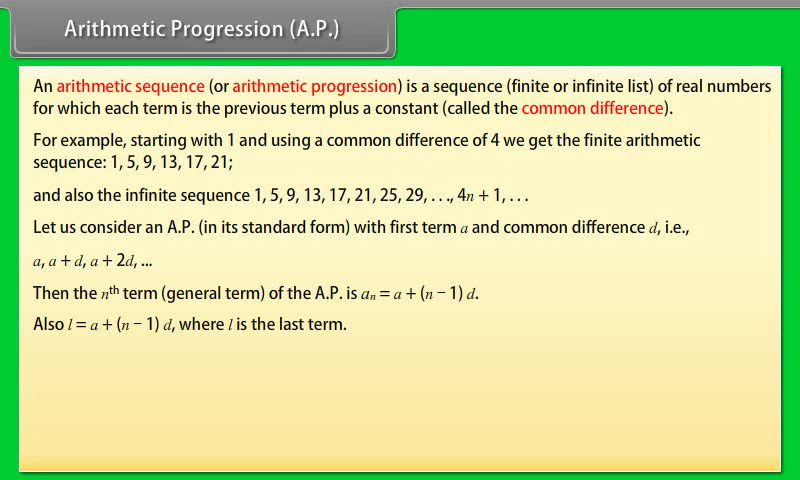 Arithmetic Progression (A.P.)
An arithmetic sequence (or arithmetic progression) is a sequence (finite or infinite list) of real numbers
for which each term is the previous term plus a constant (called the common difference).
For example, starting with 1 and using a common difference of 4 we get the finite arithmetic
sequence: 1, 5, 9, 13, 17, 21;
and also the infinite sequence 1, 5, 9, 13, 17, 21, 25, 29, . . ., 4n + 1, . . .
Let us consider an A.P. (in its standard form) with first term a and common difference d, i.e.,
a, a + d, a + 2d, ...
Then the nth term (general term) of the A.P. is an = a + (n − 1) d.
Also l = a + (n − 1) d, where l is the last term.